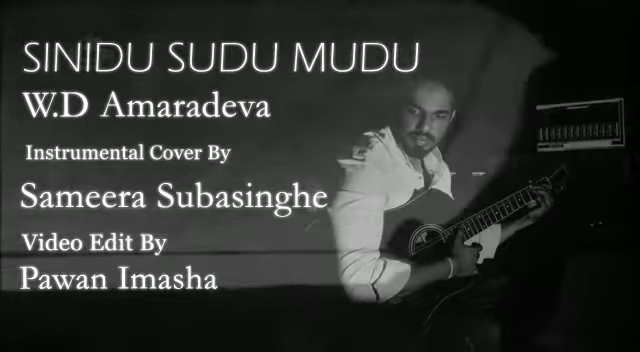 SINIDU SUDU MUDU
W.D Amaradeva
Instrumental Cover By
Sameera Subasinghe
Video Edit By
Pawan Imasha